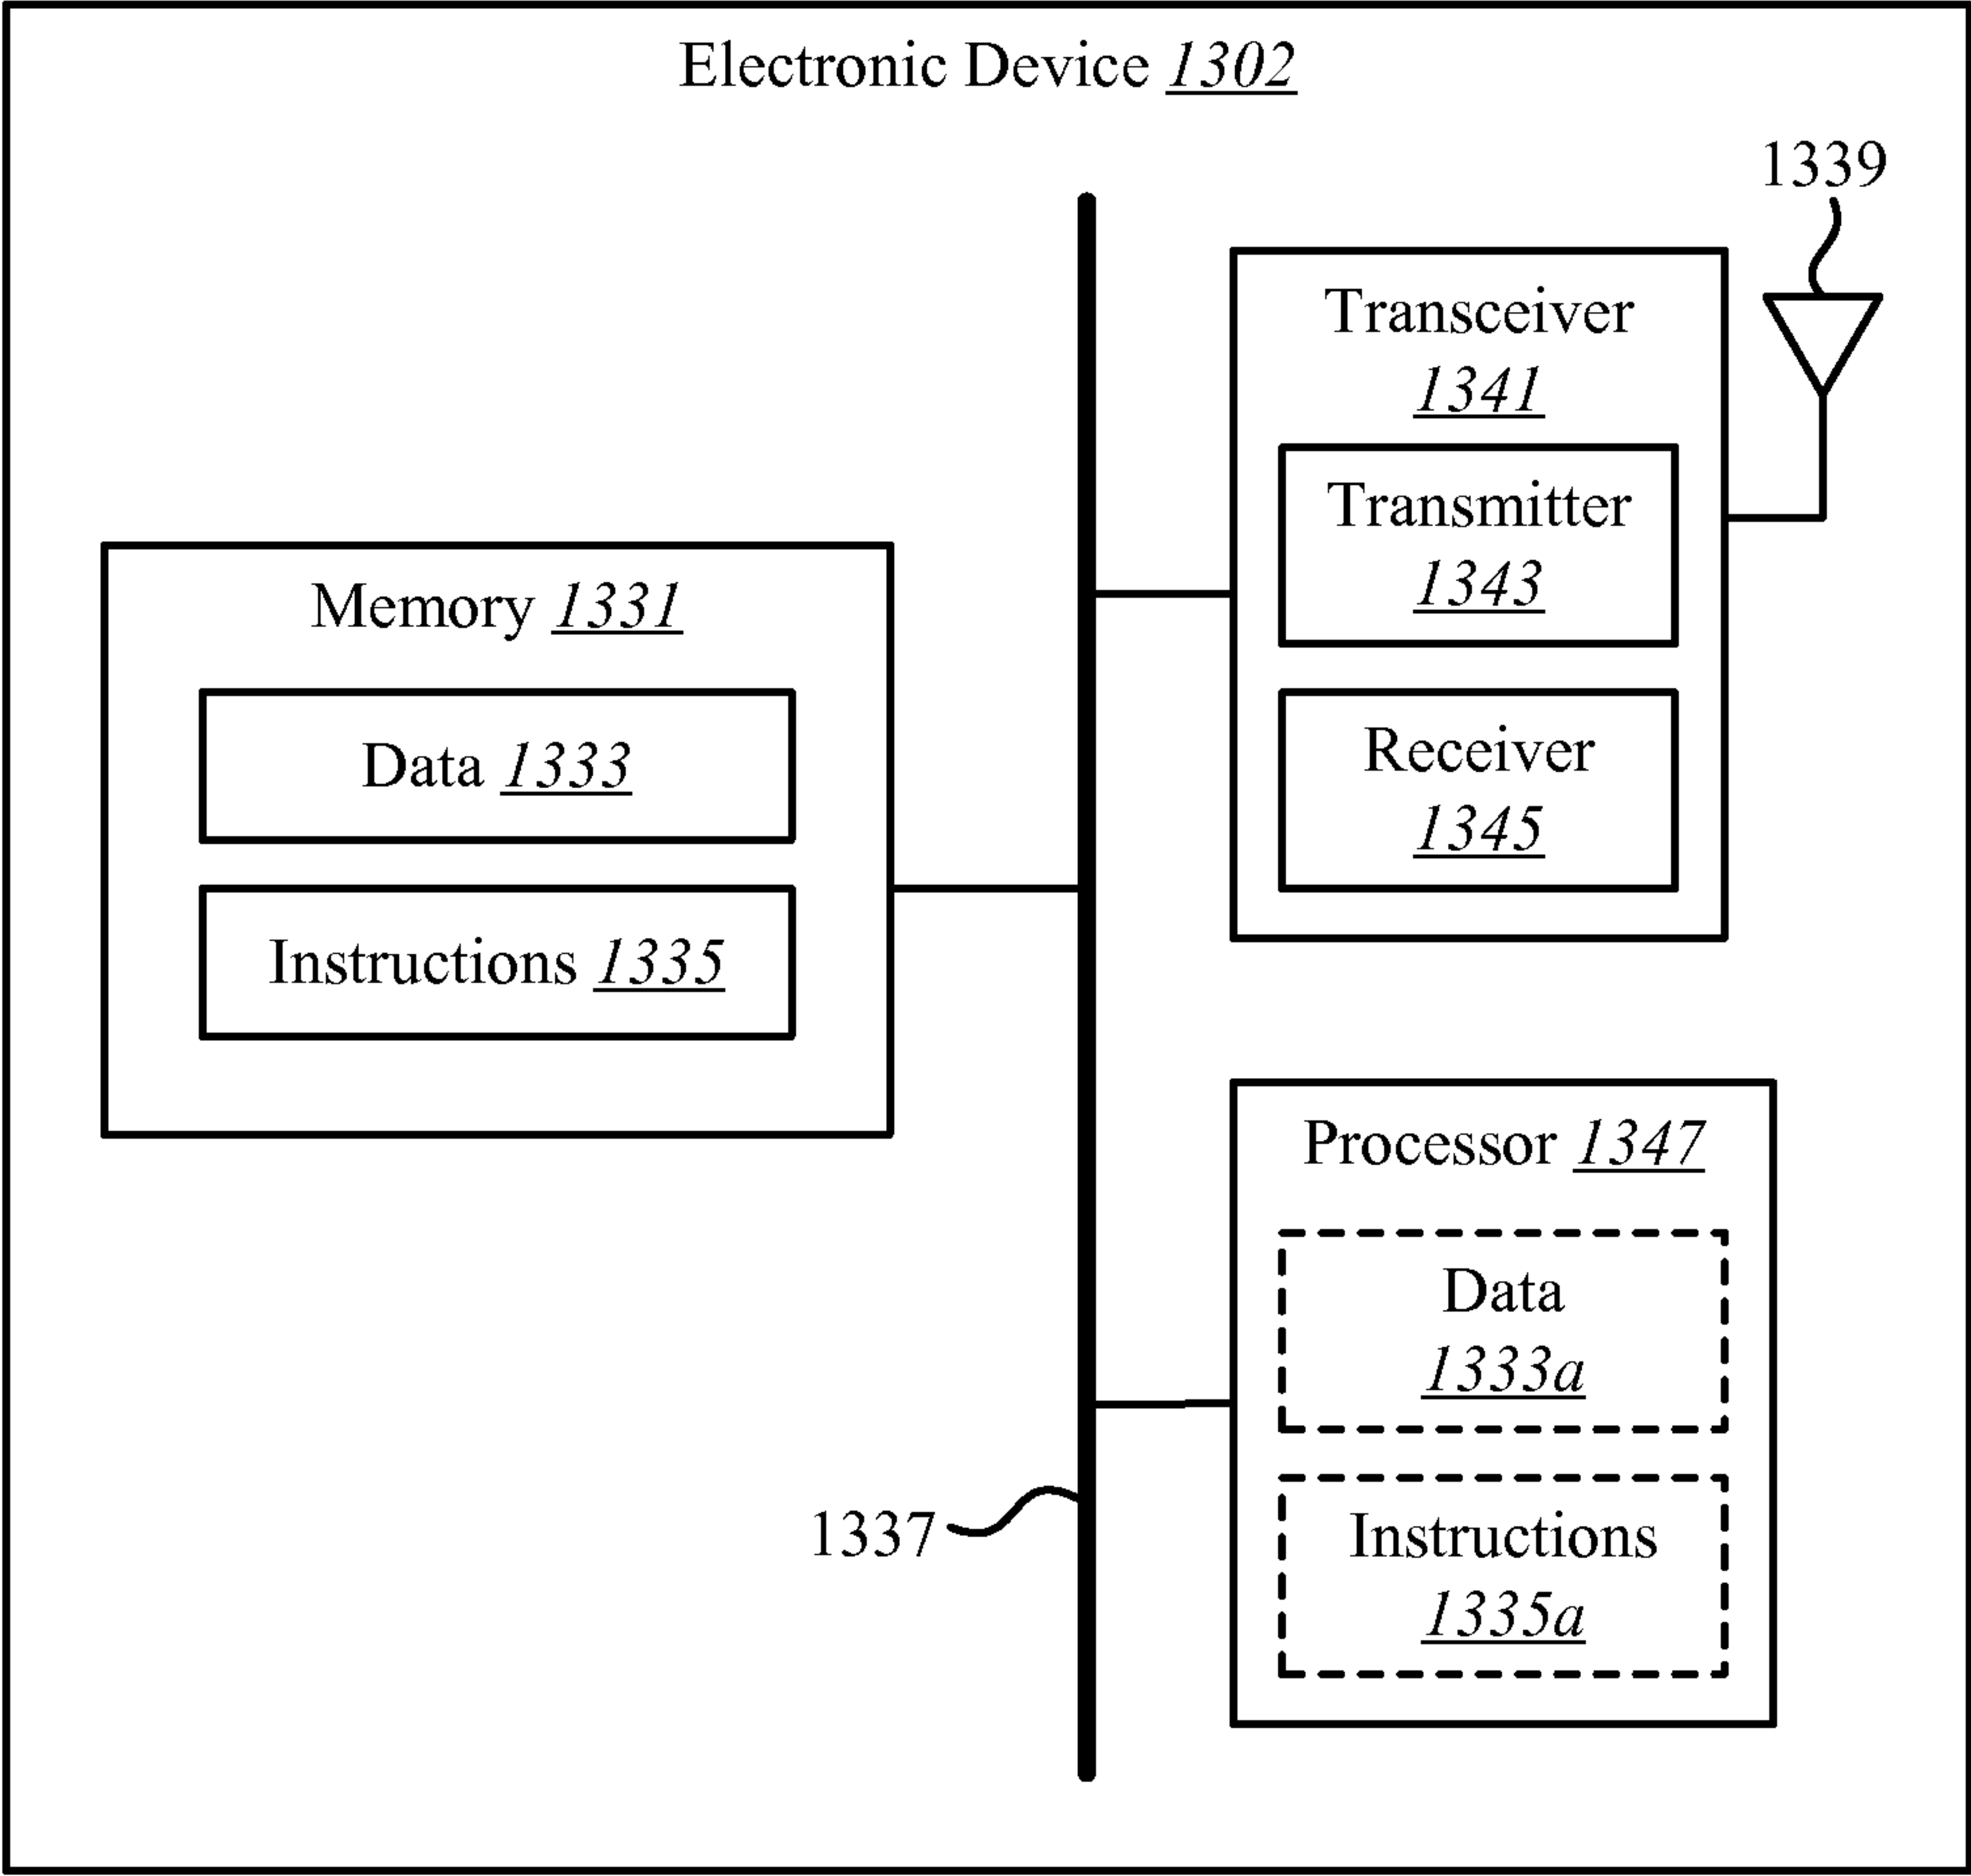 Electronic Device 1302
1339
Transceiver
1341
Transmitter
1343
Receiver
1345
Memory 1331
Data 1333
Instructions 1335
Processor 1347
Data
1333a
Instructions
1335a
1337